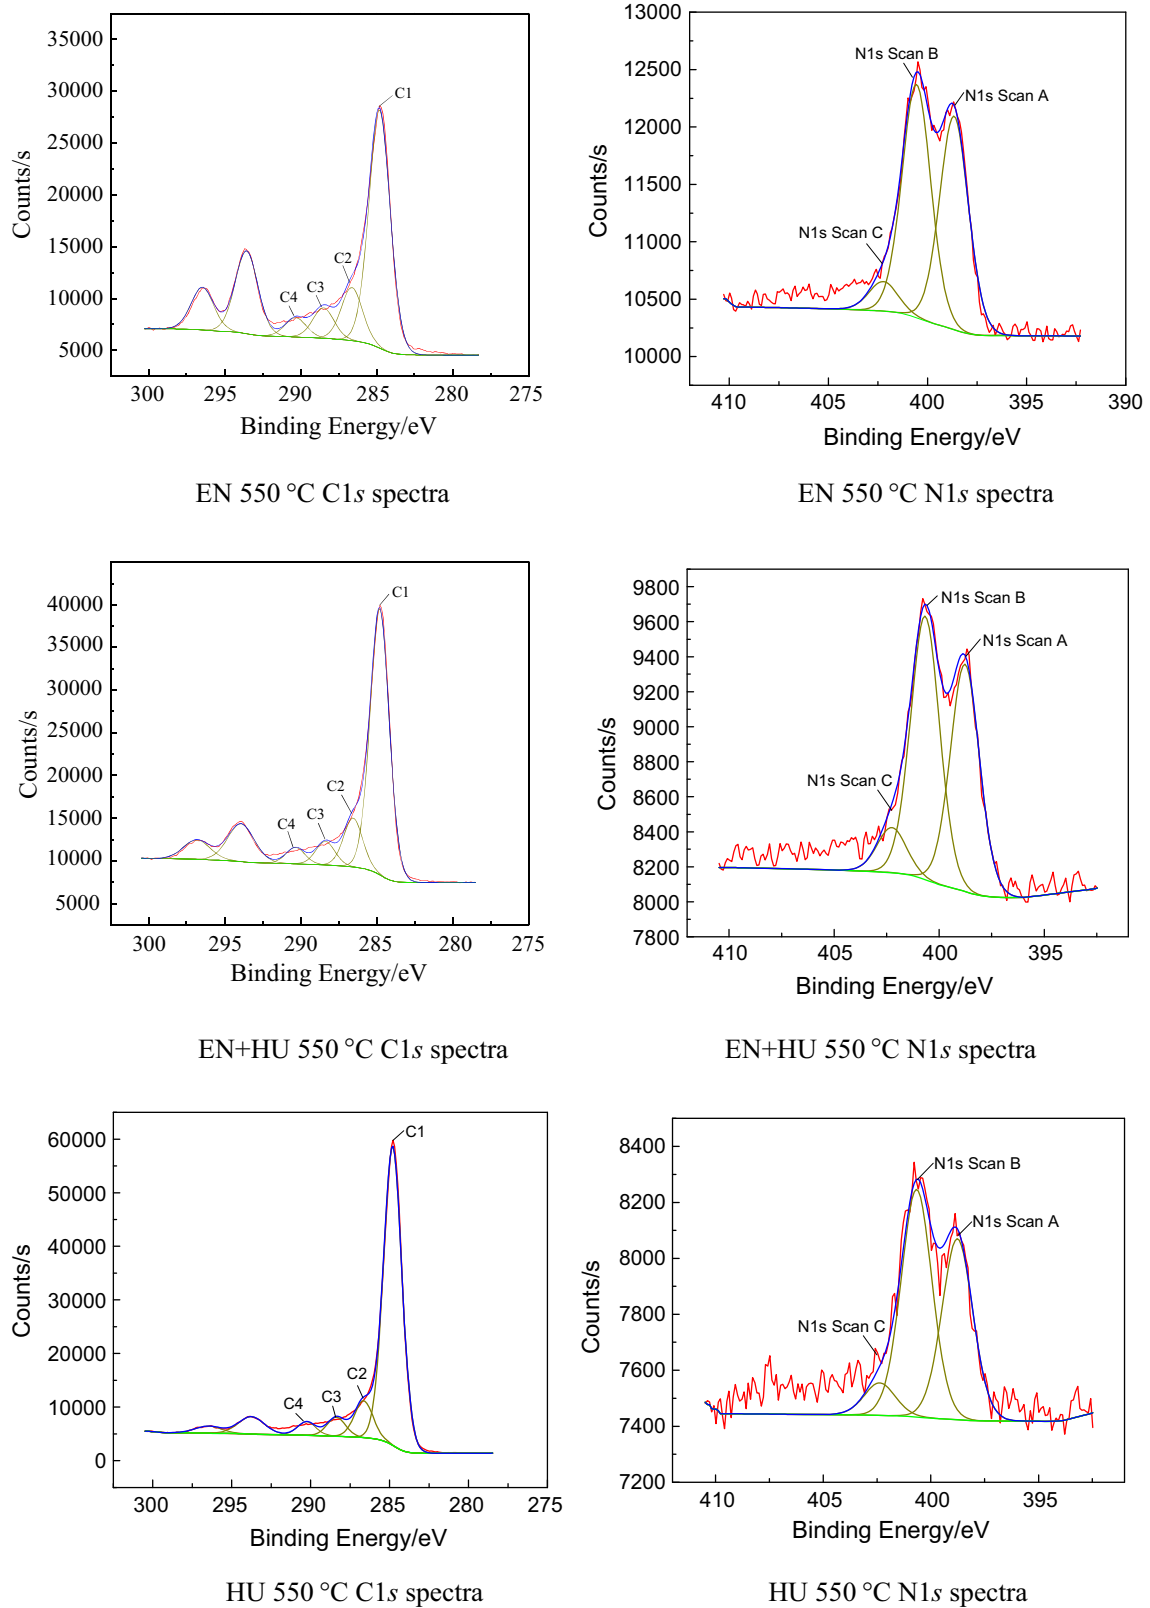 35000
30000
25000
20000
15000
10000
5000
Counts/s
C1
C2
C3
C4
300 295 290 285 280 275
Binding Energy/eV
EN 550 °C C1s spectra
13000
12500
12000
11500
11000
10500
10000
Counts/s
N1s Scan B
N1s Scan A
N1s Scan C
410 405 400 395 390
Binding Energy/eV
EN 550 °C N1s spectra
40000
35000
30000
25000
20000
15000
10000
5000
Counts/s
C1
C2
C3
C4
300 295 290 285 280 275
Binding Energy/eV
EN+HU 550 °C C1s spectra
9800
9600
9400
9200
9000
8800
8600
8400
8200
8000
7800
Counts/s
N1s Scan B
N1s Scan A
N1s Scan C
410 405 400 395
Binding Energy/eV
EN+HU 550 °C N1s spectra
60000
50000
40000
30000
20000
10000
0
Counts/s
C1
C2
C3
C4
300 295 290 285 280 275
Binding Energy/eV
HU 550 °C C1s spectra
8400
8200
8000
7800
7600
7400
7200
Counts/s
N1s Scan B
N1s Scan A
N1s Scan C
410 405 400 395
Binding Energy/eV
HU 550 °C N1s spectra